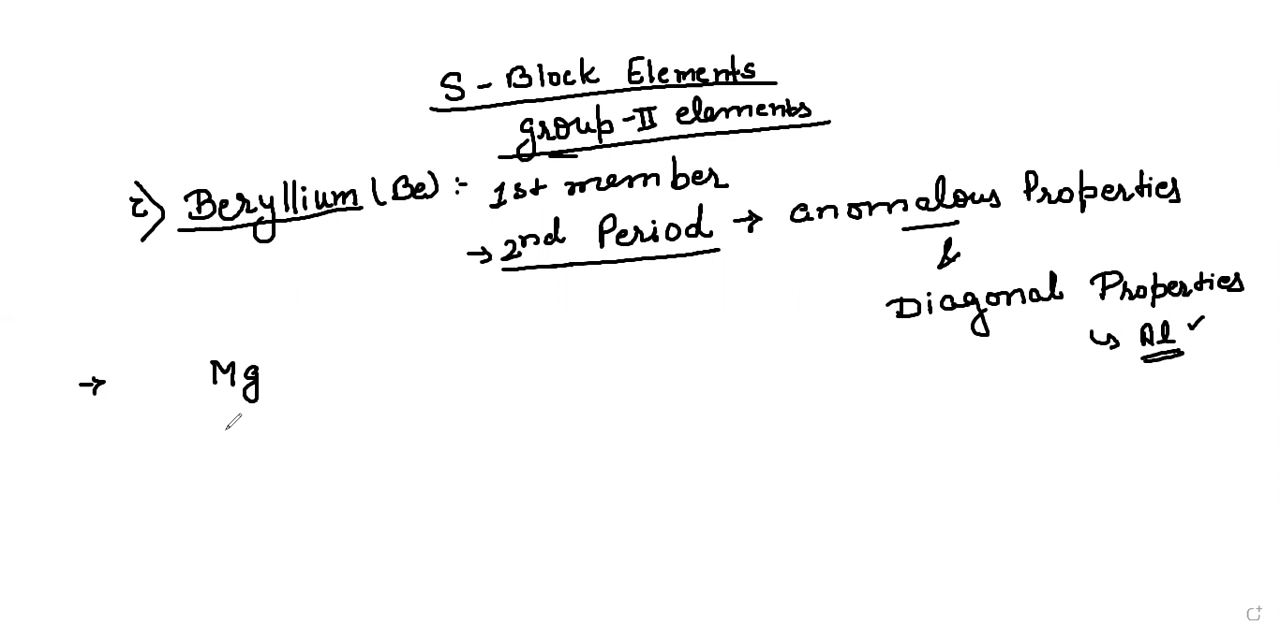 S - Block Elements
group - II elements
i) Beryllium (Be) :- 1st member
→ 2nd Period → anomalous Properties
&
Diagonal Properties
↳ Al ✓
→ Mg